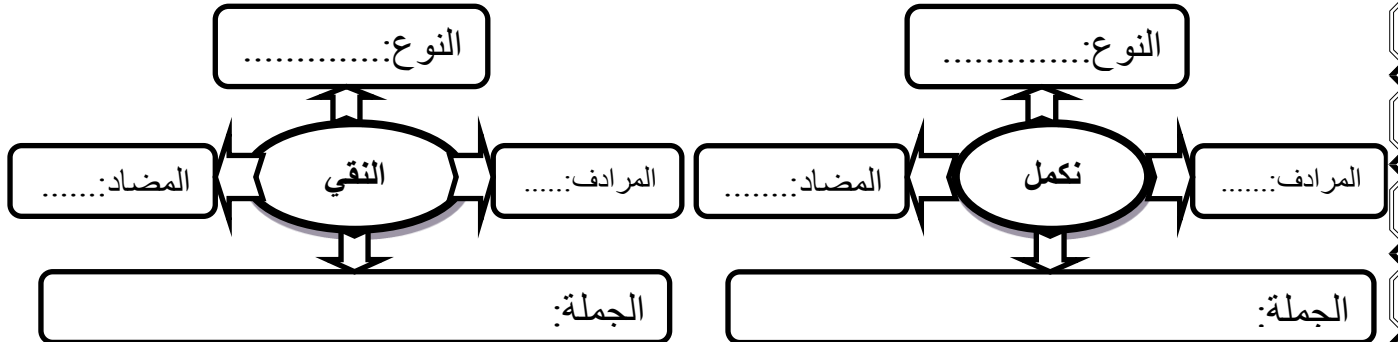 النوع:..............
النوع:..............
المرادف:......
نكمل
المضاد:.......
المرادف:.....
النقي
المضاد:......
الجملة:
الجملة: